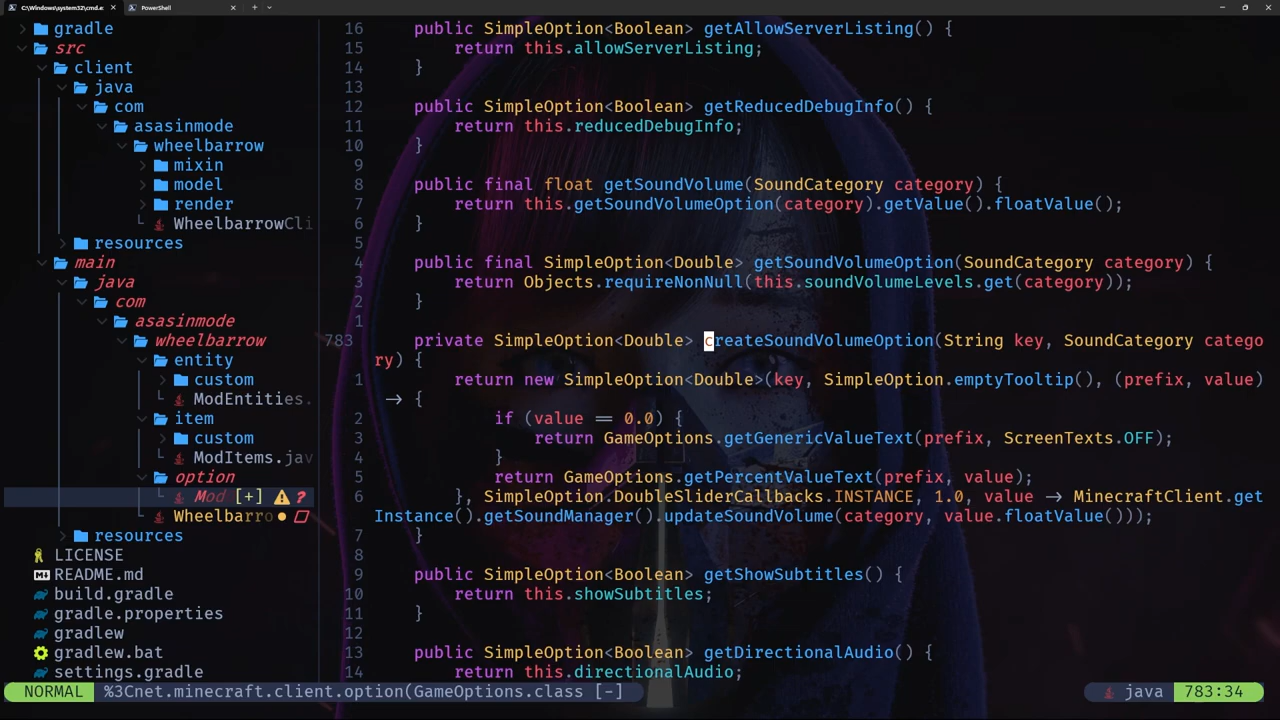 C:\Windows\system32\cmd.e:
PowerShell
gradle
src
client
java
com
asasinmode
wheelbarrow
mixin
model
render
WheelbarrowCli
resources
main
java
com
asasinmode
wheelbarrow
entity
custom
ModEntities.
item
custom
ModItems.jav
option
Mod [+]
Wheelbarro
resources
LICENSE
README.md
build.gradle
gradle.properties
gradlew
gradlew.bat
settings.gradle
16 public SimpleOption<Boolean> getAllowServerListing() {
15 return this.allowServerListing;
14 }
13
12 public SimpleOption<Boolean> getReducedDebugInfo() {
11 return this.reducedDebugInfo;
10 }
9
8 public final float getSoundVolume(SoundCategory category) {
7 return this.getSoundVolumeOption(category).getValue().floatValue();
6 }
5
4 public final SimpleOption<Double> getSoundVolumeOption(SoundCategory category) {
3 return Objects.requireNonNull(this.soundVolumeLevels.get(category));
2 }
1
783 private SimpleOption<Double> createSoundVolumeOption(String key, SoundCategory catego
ry) {
1 return new SimpleOption<Double>(key, SimpleOption.emptyTooltip(), (prefix, value)
→ {
2 if (value == 0.0) {
3 return GameOptions.getGenericValueText(prefix, ScreenTexts.OFF);
4 }
5 return GameOptions.getPercentValueText(prefix, value);
6 }, SimpleOption.DoubleSliderCallbacks.INSTANCE, 1.0, value → MinecraftClient.get
Instance().getSoundManager().updateSoundVolume(category, value.floatValue()));
7 }
8
9 public SimpleOption<Boolean> getShowSubtitles() {
10 return this.showSubtitles;
11 }
12
13 public SimpleOption<Boolean> getDirectionalAudio() {
14 return this.directionalAudio;
NORMAL %3Cnet.minecraft.client.option(GameOptions.class [-]
java 783:34